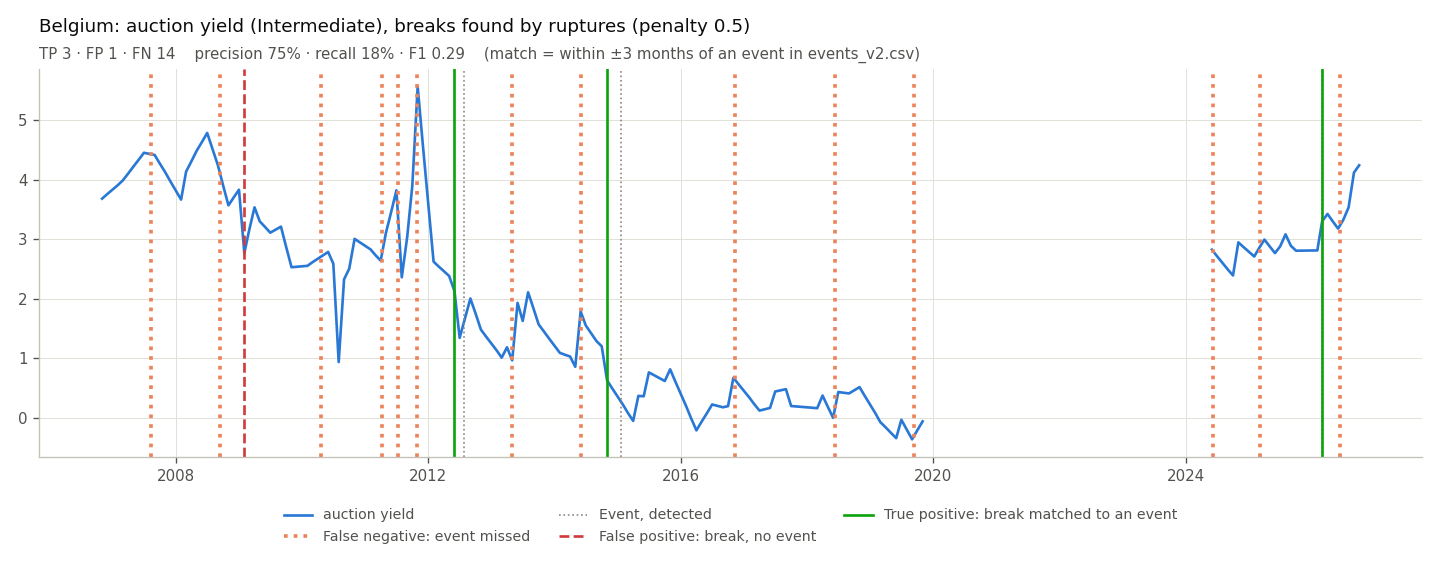 Belgium: auction yield (Intermediate), breaks found by ruptures (penalty 0.5)
TP 3 · FP 1 · FN 14    precision 75% · recall 18% · F1 0.29    (match = within ±3 months of an event in events_v2.csv)
5
4
3
2
1
0
2008 2012 2016 2020 2024
auction yield
False negative: event missed
Event, detected
False positive: break, no event
True positive: break matched to an event